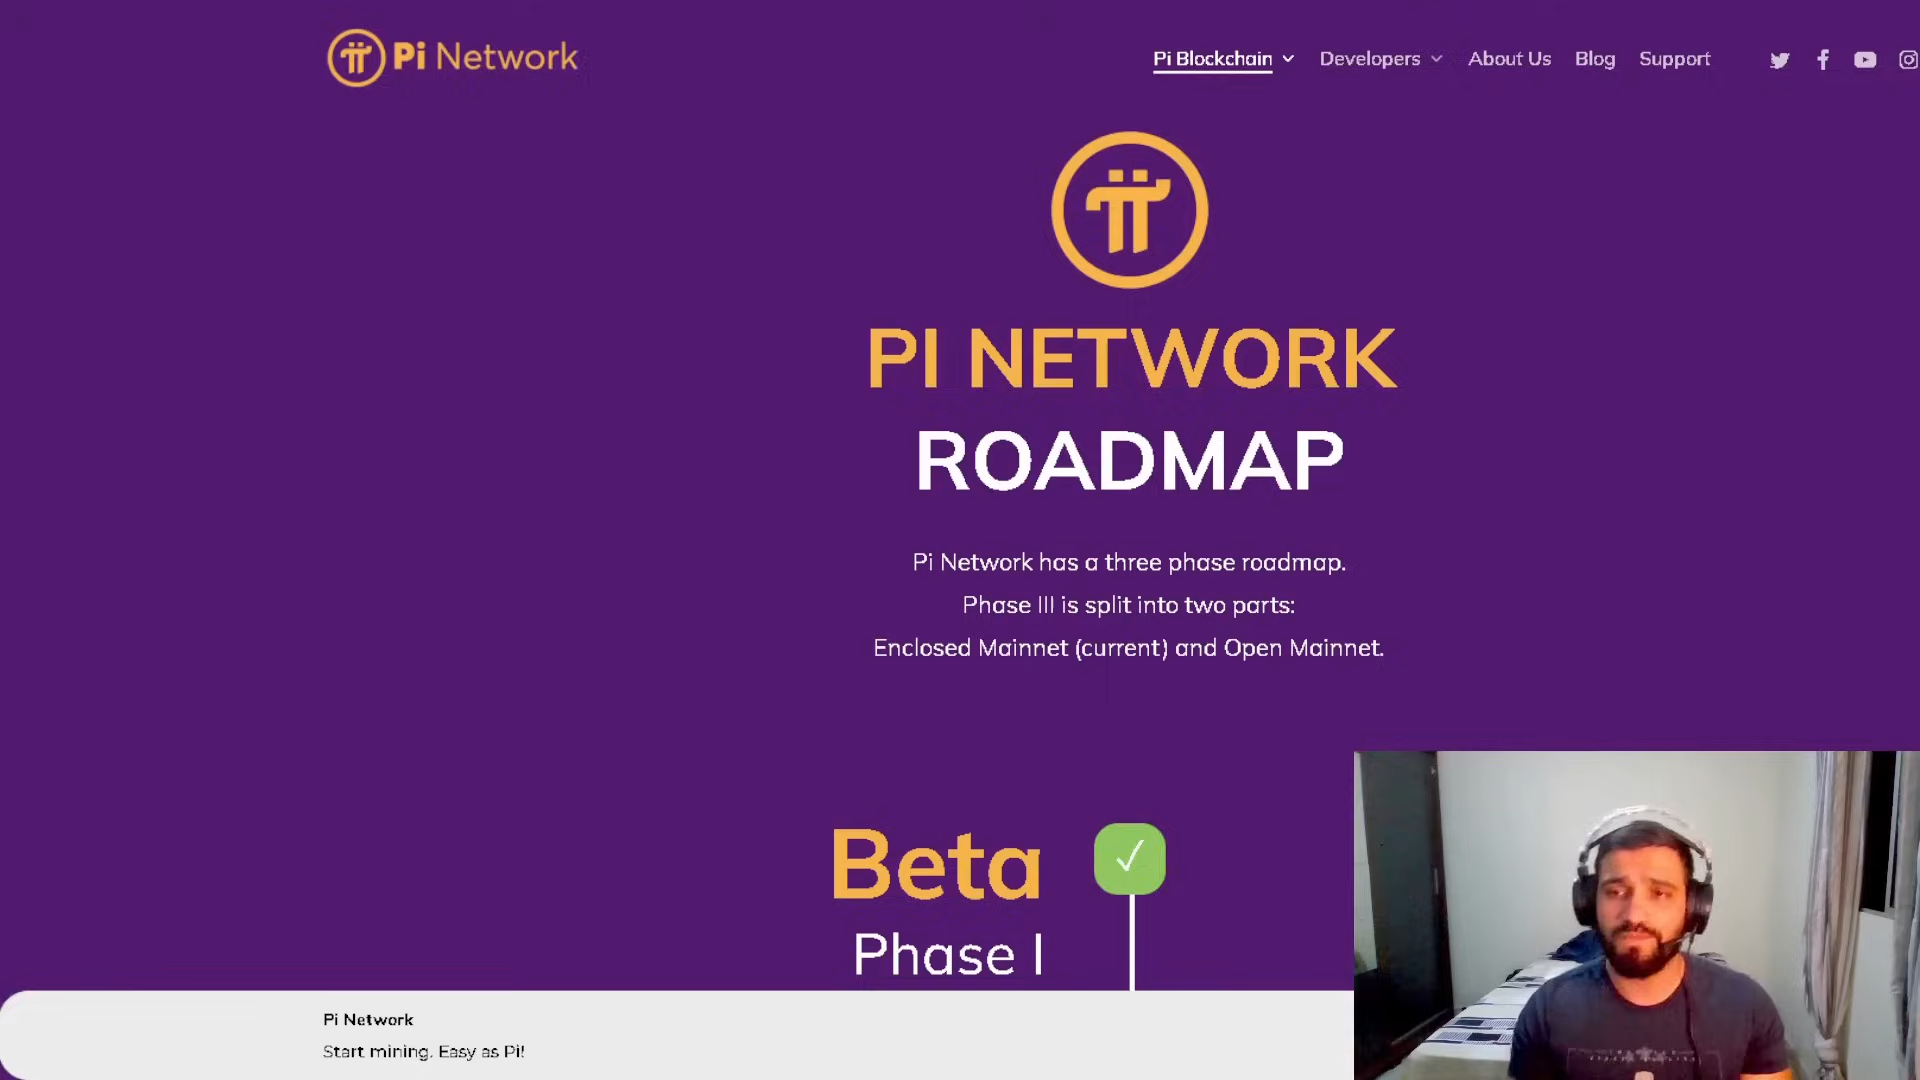 Pi Network
Pi Blockchain
Developers
About Us
Blog
Support
PI NETWORK
ROADMAP
Pi Network has a three phase roadmap.
Phase III is split into two parts:
Enclosed Mainnet (current) and Open Mainnet.
Beta
Phase I
Pi Network
Start mining. Easy as Pi!